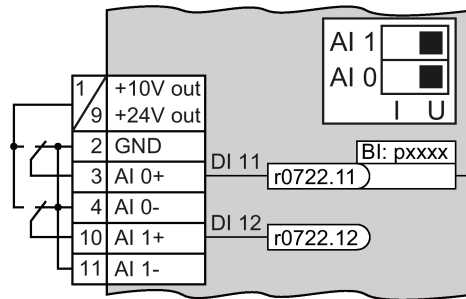 AI 1
AI 0
I U
1 +10V out
9 +24V out
2 GND
3 AI 0+
4 AI 0-
10 AI 1+
11 AI 1-
DI 11
r0722.11
BI: pxxxx
DI 12
r0722.12